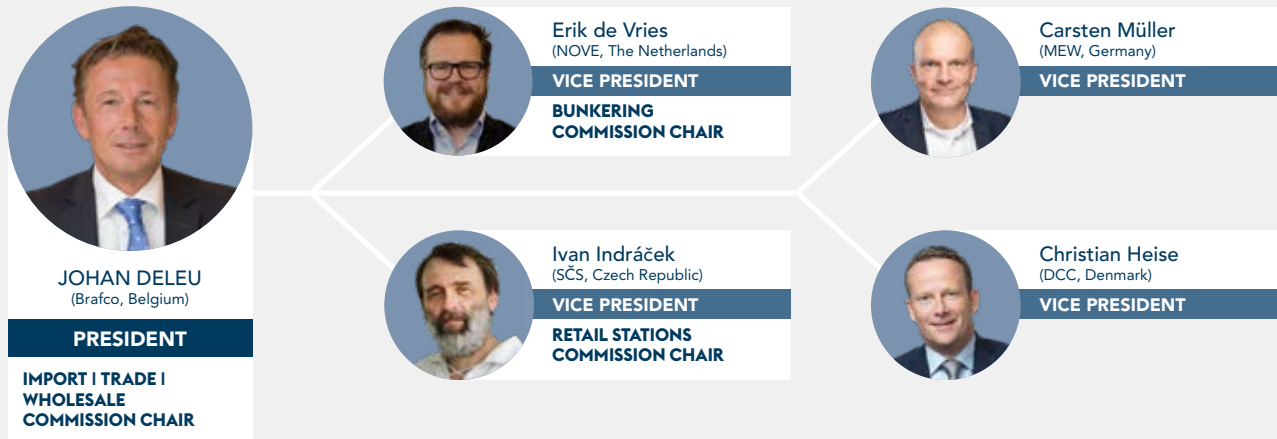 JOHAN DELEU
(Brafco, Belgium)
PRESIDENT
IMPORT | TRADE |
WHOLESALE
COMMISSION CHAIR
Erik de Vries
(NOVE, The Netherlands)
VICE PRESIDENT
BUNKERING
COMMISSION CHAIR
Ivan Indráček
(SČS, Czech Republic)
VICE PRESIDENT
RETAIL STATIONS
COMMISSION CHAIR
Carsten Müller
(MEW, Germany)
VICE PRESIDENT
Christian Heise
(DCC, Denmark)
VICE PRESIDENT